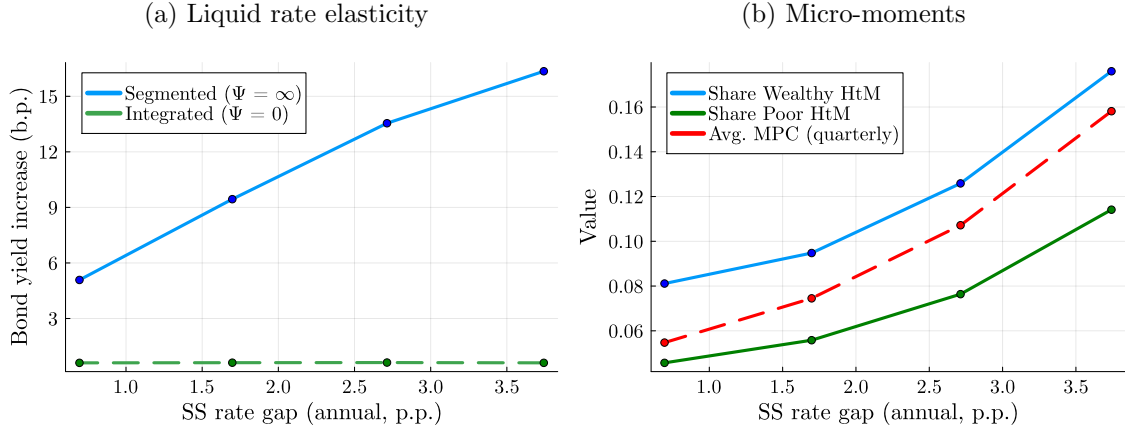 (a) Liquid rate elasticity
Bond yield increase (b.p.)
15
12
9
6
3
Segmented (Ψ = ∞)
Integrated (Ψ = 0)
1.0 1.5 2.0 2.5 3.0 3.5
SS rate gap (annual, p.p.)
(b) Micro-moments
Value
0.16
0.14
0.12
0.10
0.08
0.06
Share Wealthy HtM
Share Poor HtM
Avg. MPC (quarterly)
1.0 1.5 2.0 2.5 3.0 3.5
SS rate gap (annual, p.p.)